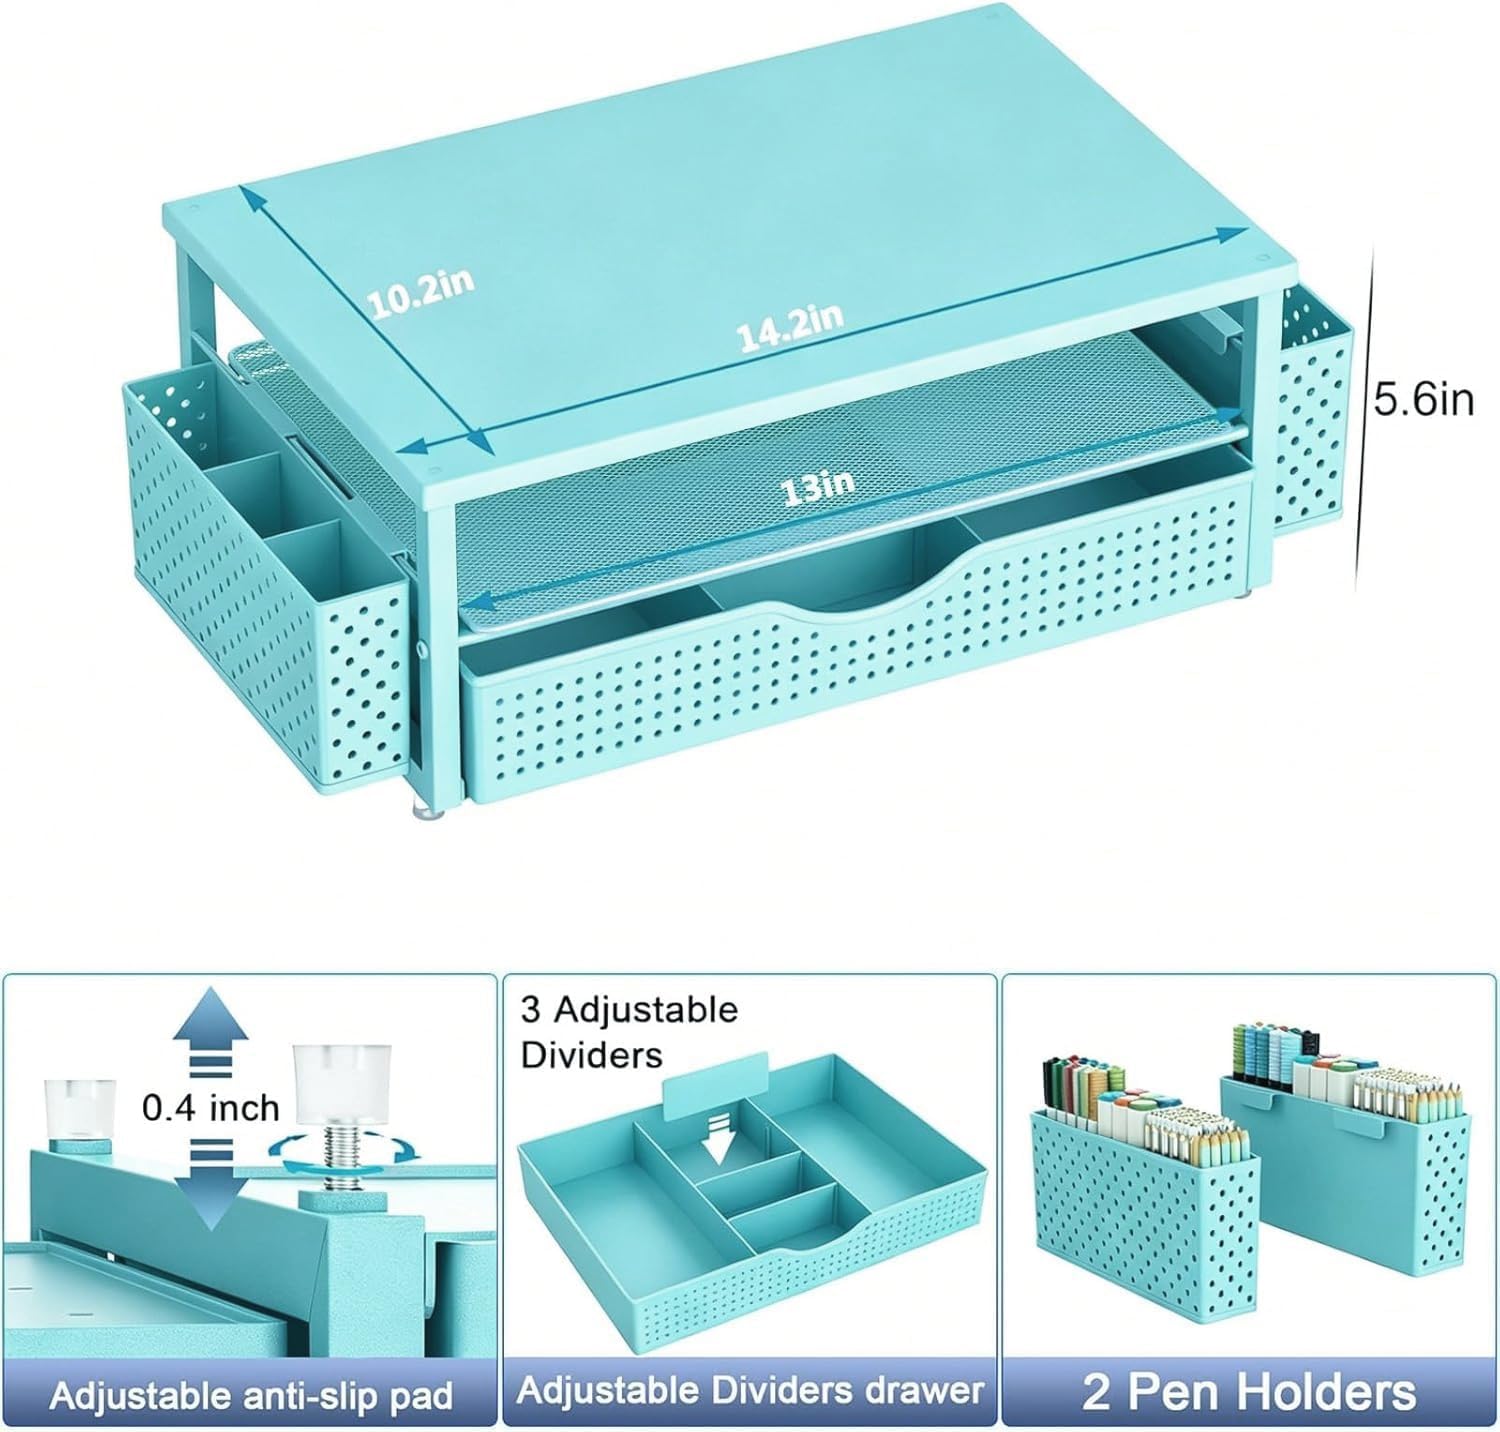 10.2in
14.2in
5.6in
13in
0.4 inch
Adjustable anti-slip pad
3 Adjustable
Dividers
Adjustable Dividers drawer
2 Pen Holders